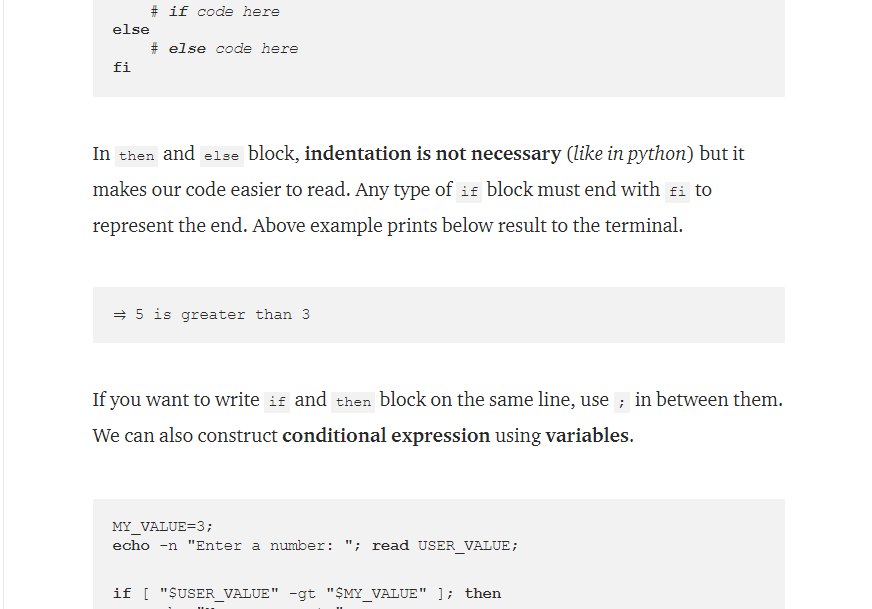 # if code here
else
# else code here
fi
In then and else block, indentation is not necessary (like in python) but it
makes our code easier to read. Any type of if block must end with fi to
represent the end. Above example prints below result to the terminal.
⇒ 5 is greater than 3
If you want to write if and then block on the same line, use ; in between them.
We can also construct conditional expression using variables.
MY_VALUE=3;
echo -n "Enter a number: "; read USER_VALUE;
if [ "$USER_VALUE" -gt "$MY_VALUE" ]; then